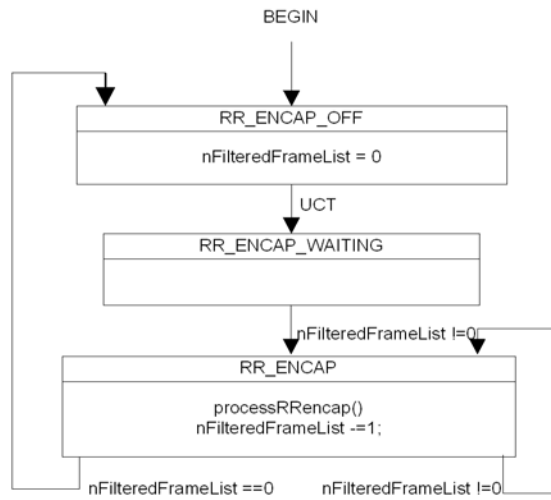 BEGIN
RR_ENCAP_OFF
nFilteredFrameList = 0
UCT
RR_ENCAP_WAITING
nFilteredFrameList !=0
RR_ENCAP
processRRencap()
nFilteredFrameList -=1;
nFilteredFrameList ==0
nFilteredFrameList !=0